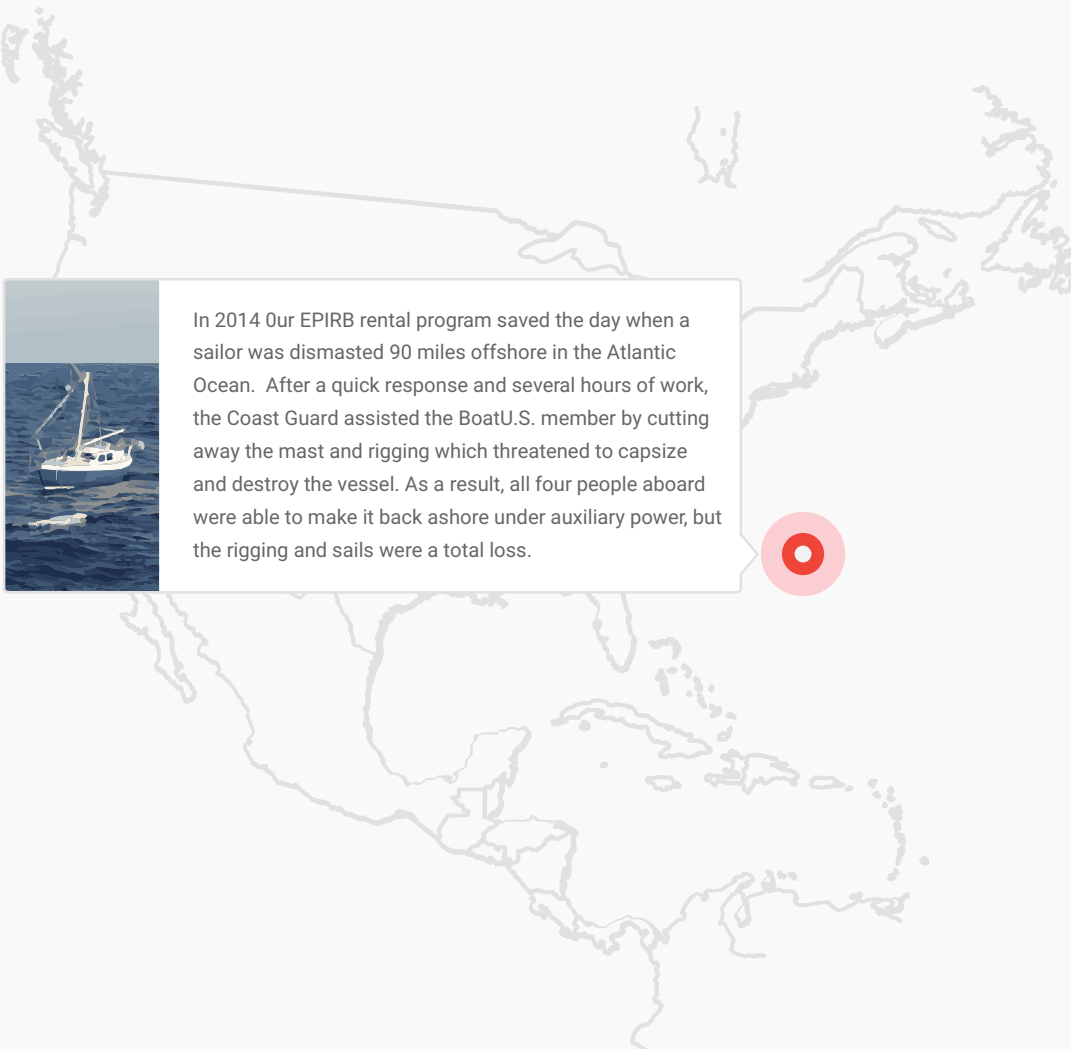 In 2014 0ur EPIRB rental program saved the day when a
sailor was dismasted 90 miles offshore in the Atlantic
Ocean.  After a quick response and several hours of work,
the Coast Guard assisted the BoatU.S. member by cutting
away the mast and rigging which threatened to capsize
and destroy the vessel. As a result, all four people aboard
were able to make it back ashore under auxiliary power, but
the rigging and sails were a total loss.